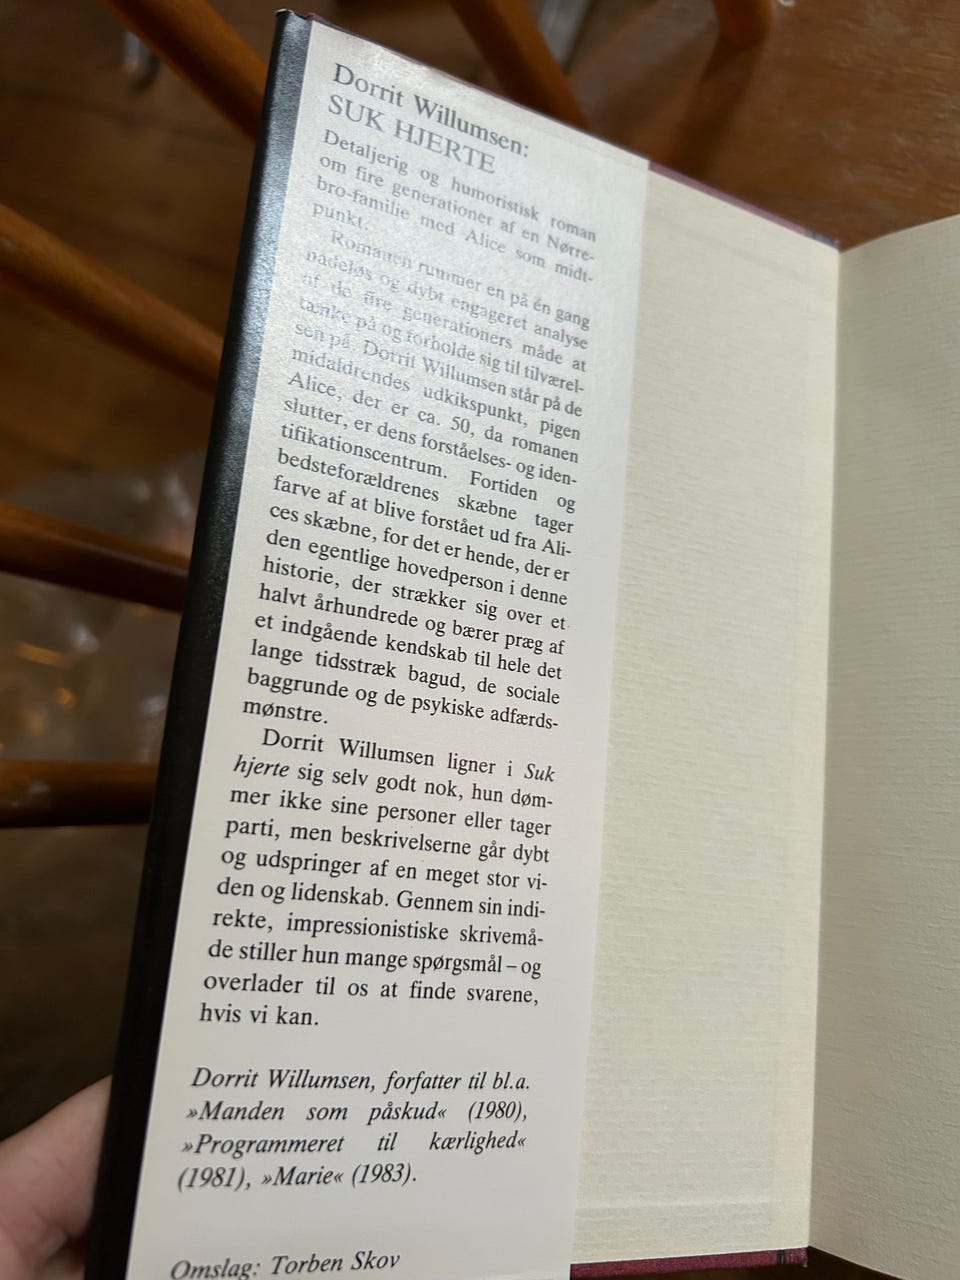 Dorrit Willumsen:
SUK HJERTE
Detaljerig og humoristisk roman
om fire generationer af en Nørre-
bro-familie med Alice som midt-
punkt.
Romanen rummer en på én gang
nådeløs og dybt engageret analyse
af de fire generationers måde at
tænke på og forholde sig til tilværel-
sen på. Dorrit Willumsen står på de
midaldrendes udkikspunkt, pigen
Alice, der er ca. 50, da romanen
slutter, er dens forståelses- og iden-
tifikationscentrum. Fortiden og
bedsteforældrenes skæbne tager
farve af at blive forstået ud fra Ali-
ces skæbne, for det er hende, der er
den egentlige hovedperson i denne
historie, der strækker sig over et
halvt århundrede og bærer præg af
et indgående kendskab til hele det
lange tidsstræk bagud, de sociale
baggrunde og de psykiske adfærds-
mønstre.
Dorrit Willumsen ligner i Suk
hjerte sig selv godt nok, hun døm-
mer ikke sine personer eller tager
parti, men beskrivelserne går dybt
og udspringer af en meget stor vi-
den og lidenskab. Gennem sin indi-
rekte, impressionistiske skrivemå-
de stiller hun mange spørgsmål – og
overlader til os at finde svarene,
hvis vi kan.
Dorrit Willumsen, forfatter til bl.a.
»Manden som påskud« (1980),
»Programmeret til kærlighed«
(1981), »Marie« (1983).
Omslag: Torben Skov